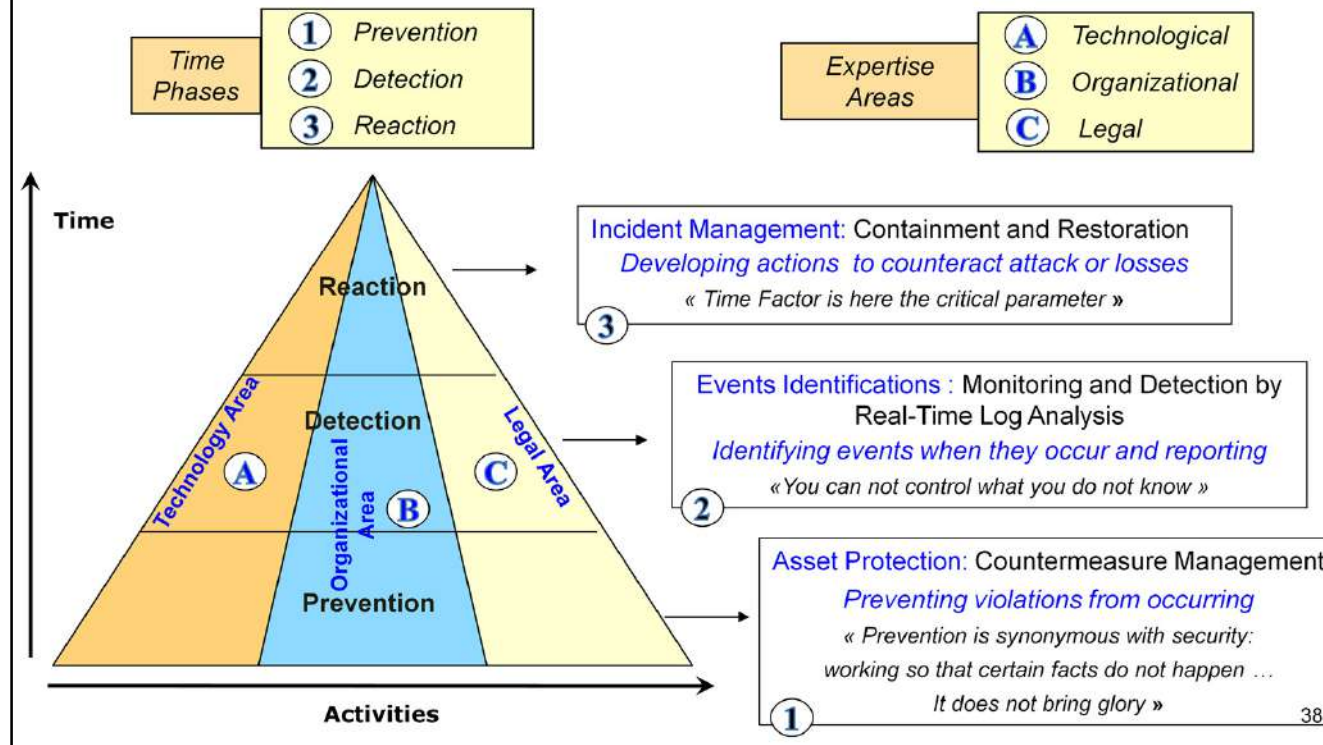 Time
Phases
1 Prevention
2 Detection
3 Reaction
Expertise
Areas
A Technological
B Organizational
C Legal
Time
Reaction
Detection
Prevention
Technology Area
A
Organizational
Area
B
Legal Area
C
Activities
Incident Management: Containment and Restoration
Developing actions to counteract attack or losses
« Time Factor is here the critical parameter »
3
Events Identifications : Monitoring and Detection by
Real-Time Log Analysis
Identifying events when they occur and reporting
«You can not control what you do not know »
2
Asset Protection: Countermeasure Management
Preventing violations from occurring
« Prevention is synonymous with security:
working so that certain facts do not happen …
It does not bring glory »
1
38